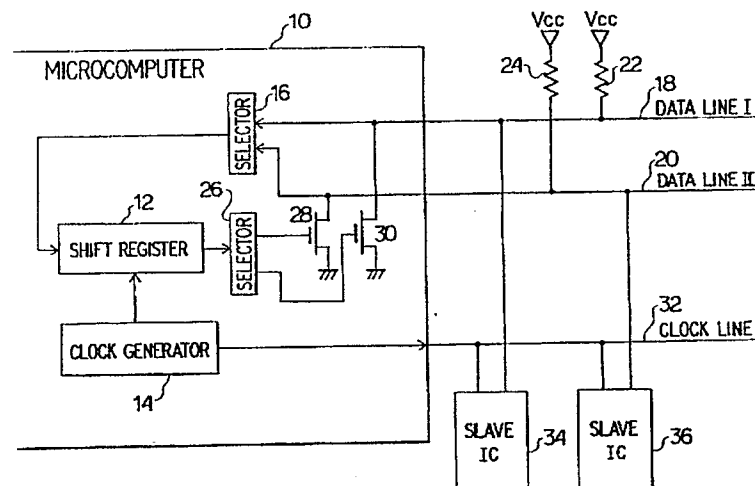 10
MICROCOMPUTER
Vcc
Vcc
24
22
16
SELECTOR
18
DATA LINE I
20
DATA LINE II
12
26
SHIFT REGISTER
SELECTOR
28
30
32
CLOCK LINE
CLOCK GENERATOR
14
SLAVE IC
34
SLAVE IC
36